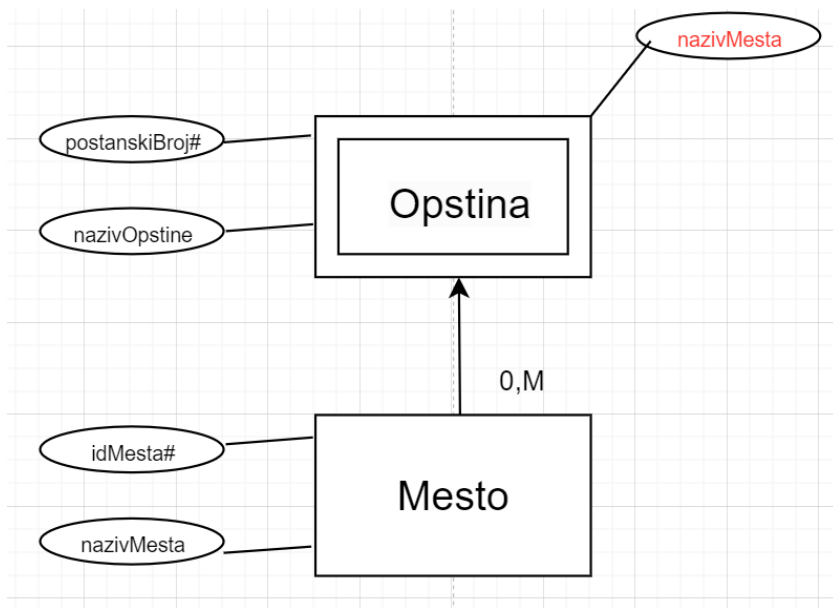 nazivMesta
postanskiBroj#
Opstina
nazivOpstine
0,M
idMesta#
Mesto
nazivMesta